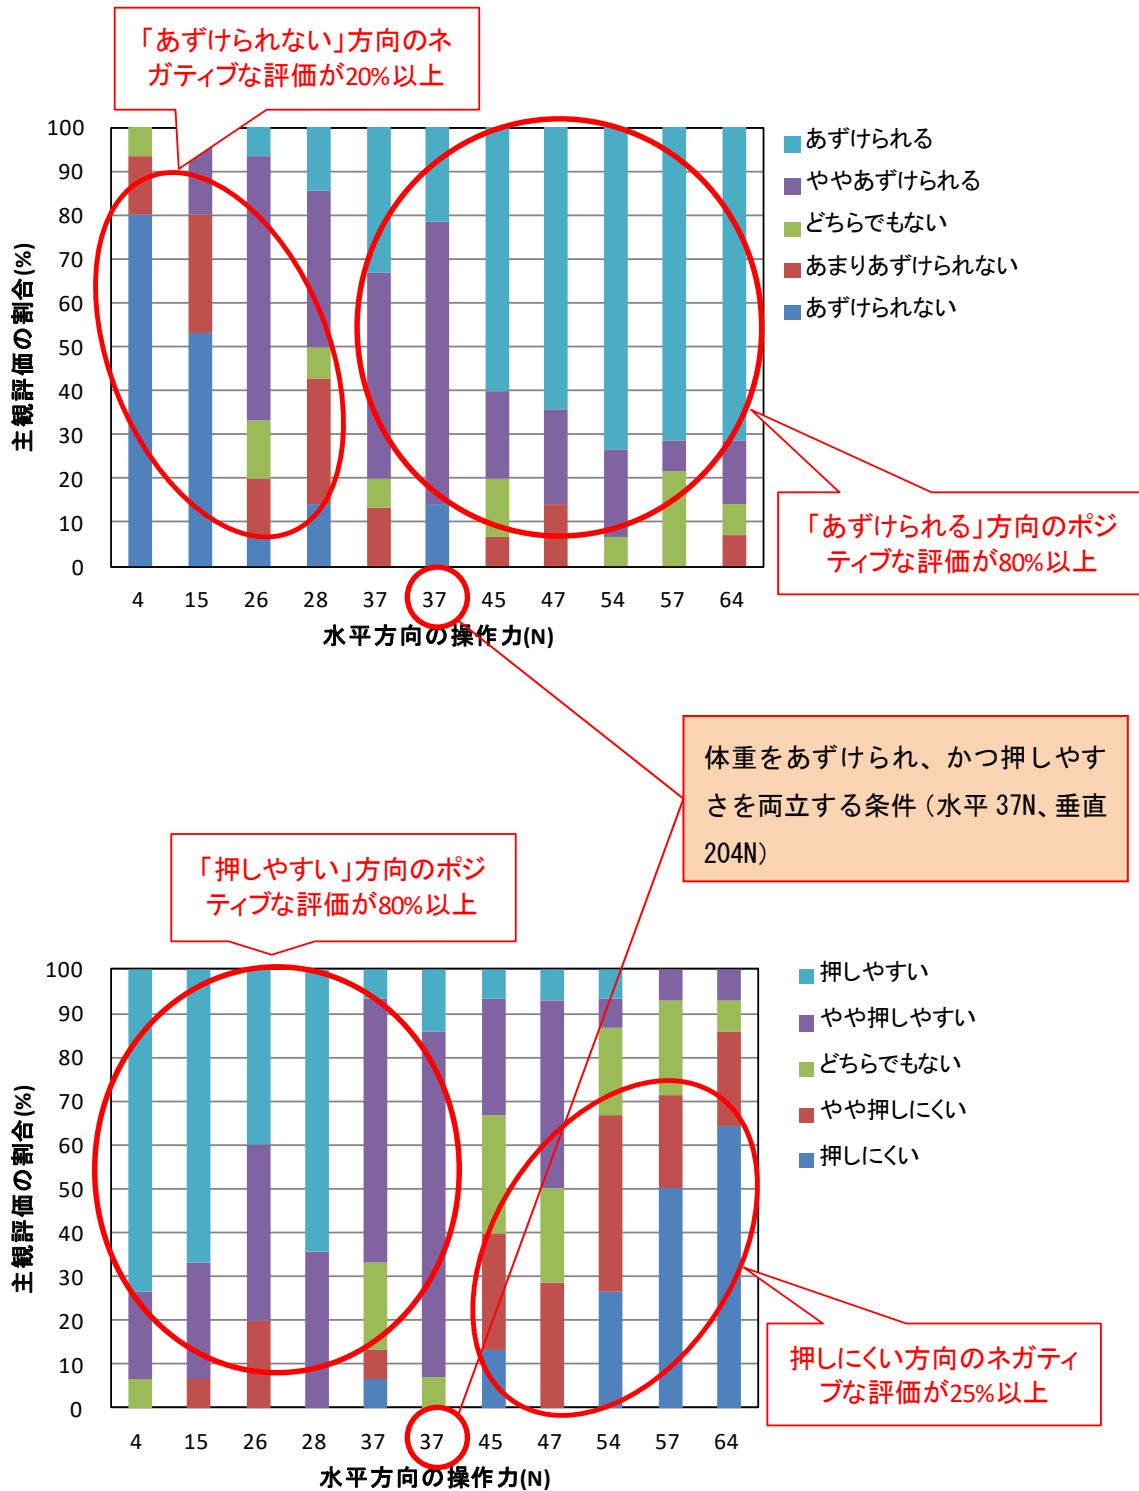 「あずけられない」方向のネ
ガティブな評価が20%以上
主観評価の割合(%)
100
90
80
70
60
50
40
30
20
10
0
4 15 26 28 37 37 45 47 54 57 64
水平方向の操作力(N)
あずけられる
ややあずけられる
どちらでもない
あまりあずけられない
あずけられない
「あずけられる」方向のポジ
ティブな評価が80%以上
体重をあずけられ、かつ押しやす
さを両立する条件（水平 37N、垂直
204N）
「押しやすい」方向のポジ
ティブな評価が80%以上
主観評価の割合(%)
100
90
80
70
60
50
40
30
20
10
0
4 15 26 28 37 37 45 47 54 57 64
水平方向の操作力(N)
押しやすい
やや押しやすい
どちらでもない
やや押しにくい
押しにくい
押しにくい方向のネガティ
ブな評価が25%以上